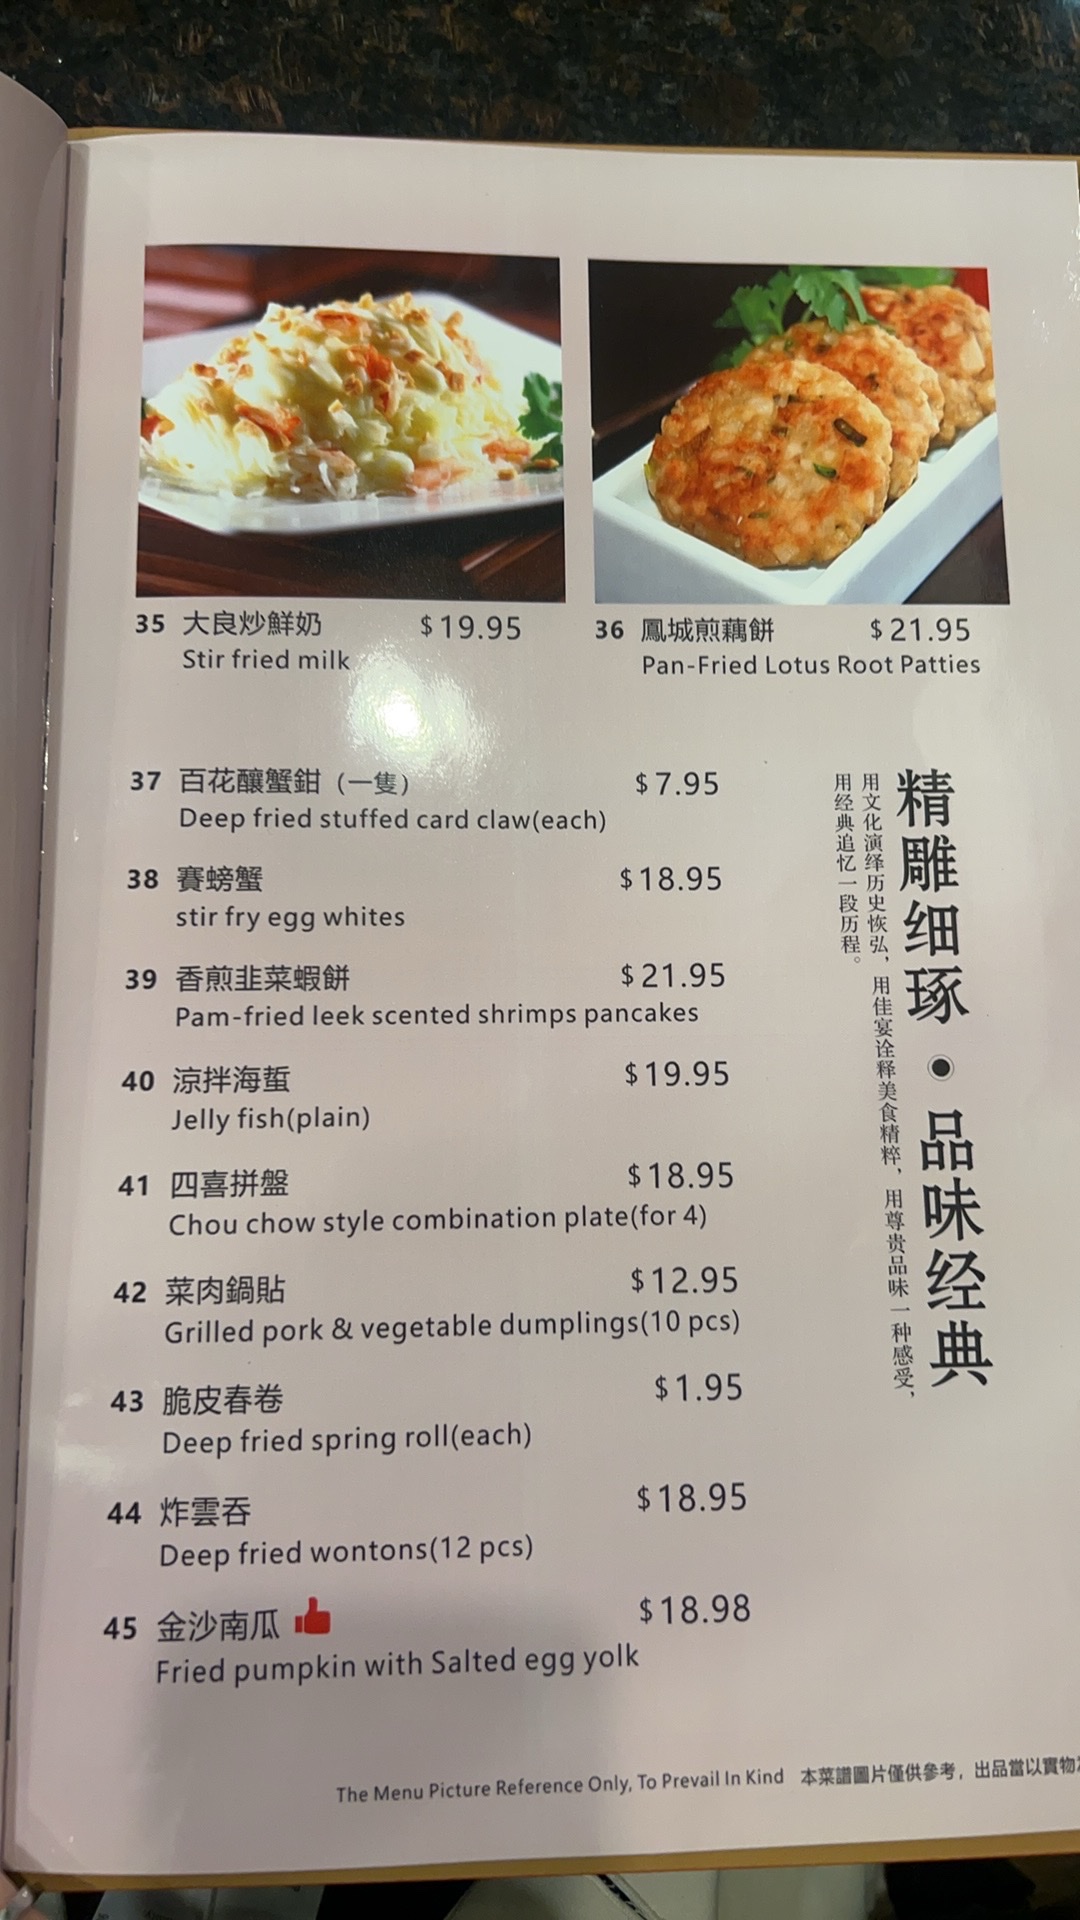 35 大良炒鮮奶 $19.95
Stir fried milk
36 鳳城煎藕餅 $21.95
Pan-Fried Lotus Root Patties
37 百花釀蟹鉗 (一隻) $7.95
Deep fried stuffed card claw(each)
38 賽螃蟹 $18.95
stir fry egg whites
39 香煎韭菜蝦餅 $21.95
Pam-fried leek scented shrimps pancakes
40 涼拌海蜇 $19.95
Jelly fish(plain)
41 四喜拼盤 $18.95
Chou chow style combination plate(for 4)
42 菜肉鍋貼 $12.95
Grilled pork & vegetable dumplings(10 pcs)
43 脆皮春卷 $1.95
Deep fried spring roll(each)
44 炸雲吞 $18.95
Deep fried wontons(12 pcs)
45 金沙南瓜 $18.98
Fried pumpkin with Salted egg yolk
精雕细琢 ● 品味经典
用文化演绎历史恢弘，用佳宴诠释美食精粹，用尊贵品味一种感受，
用经典追忆一段历程。
The Menu Picture Reference Only, To Prevail In Kind 本菜譜圖片僅供參考，出品當以實物